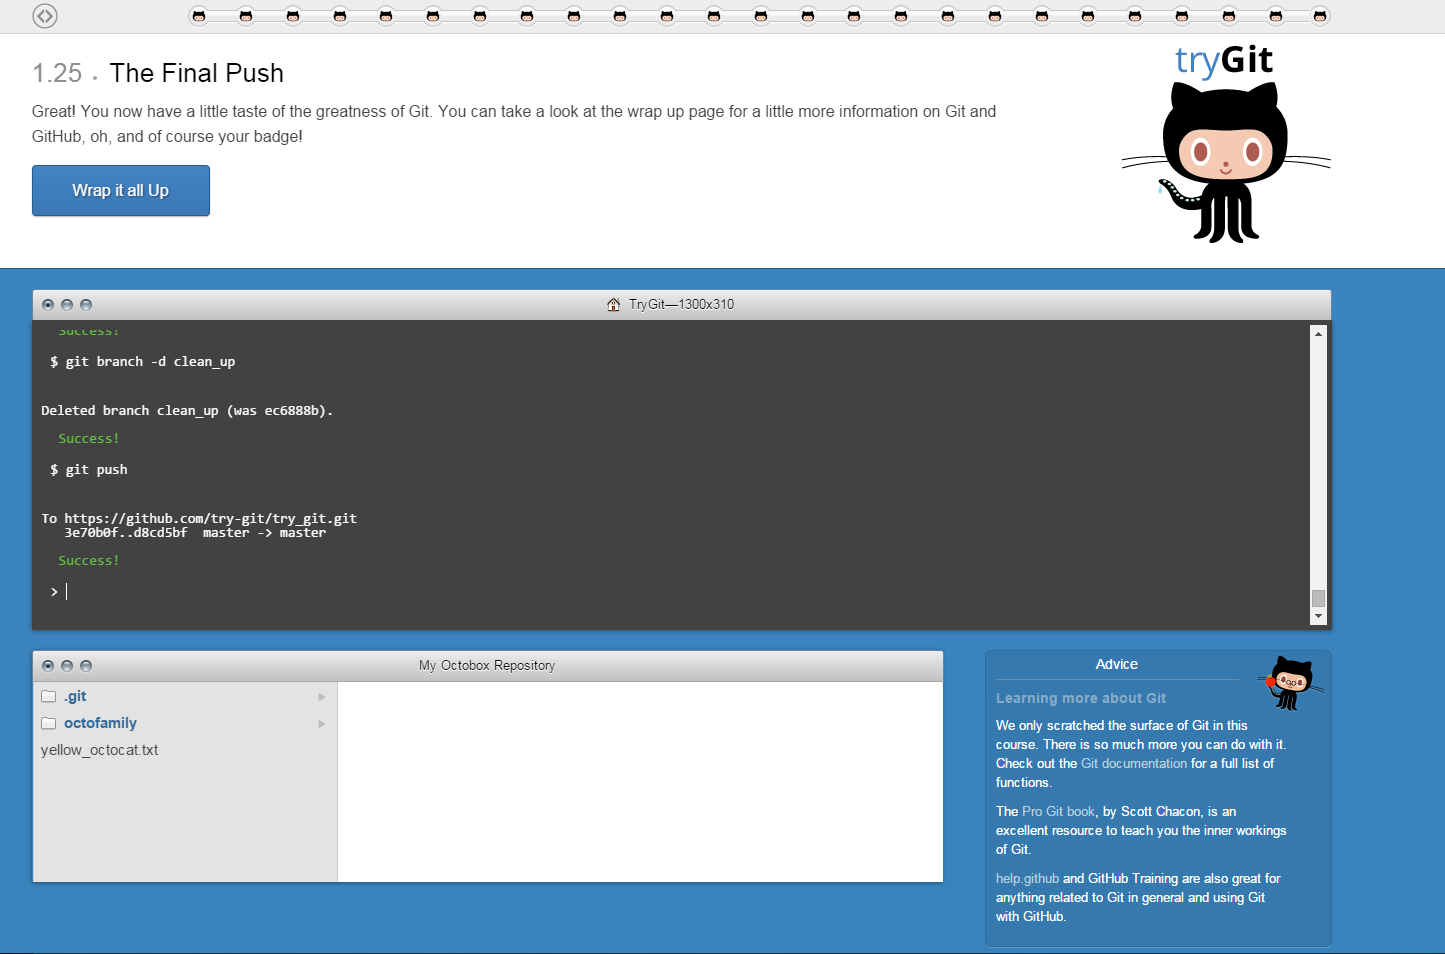 tryGit
1.25 . The Final Push
Great! You now have a little taste of the greatness of Git. You can take a look at the wrap up page for a little more information on Git and
GitHub, oh, and of course your badge!
Wrap it all Up
TryGit—1300x310
Success!
$ git branch -d clean_up
Deleted branch clean_up (was ec6888b).
Success!
$ git push
To https://github.com/try-git/try_git.git
3e70b0f..d8cd5bf  master -> master
Success!
>
My Octobox Repository
.git
octofamily
yellow_octocat.txt
Advice
Learning more about Git
We only scratched the surface of Git in this
course. There is so much more you can do with it.
Check out the Git documentation for a full list of
functions.
The Pro Git book, by Scott Chacon, is an
excellent resource to teach you the inner workings
of Git.
help.github and GitHub Training are also great for
anything related to Git in general and using Git
with GitHub.